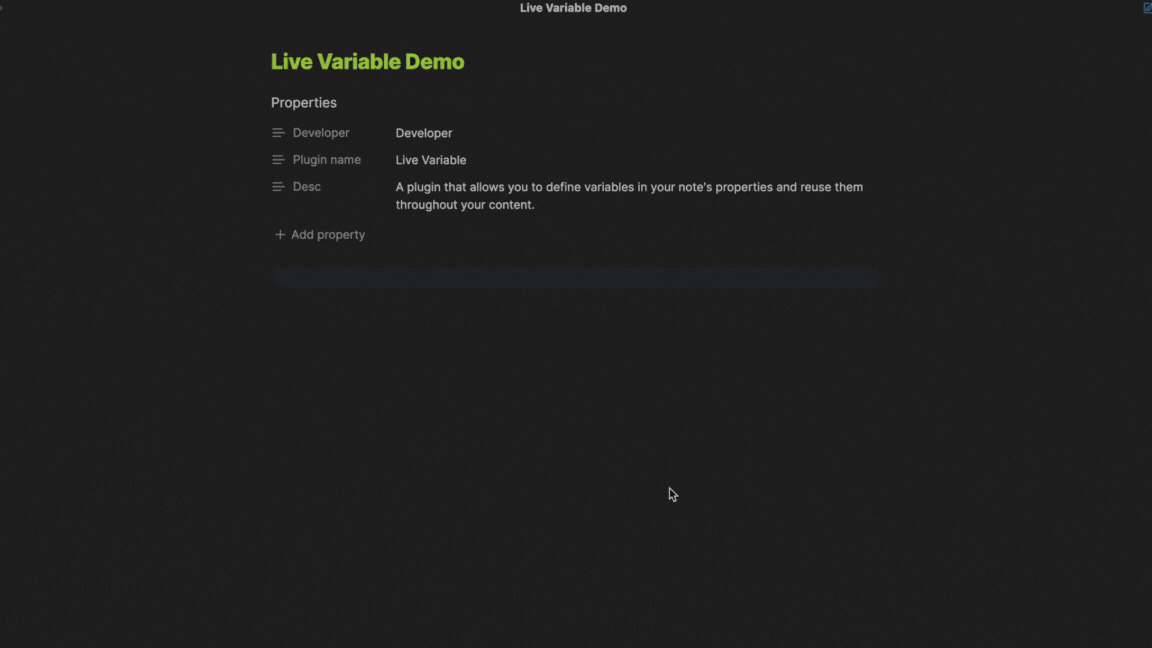 Live Variable Demo
Live Variable Demo
Properties
Developer Developer
Plugin name Live Variable
Desc A plugin that allows you to define variables in your note's properties and reuse them
throughout your content.
+ Add property